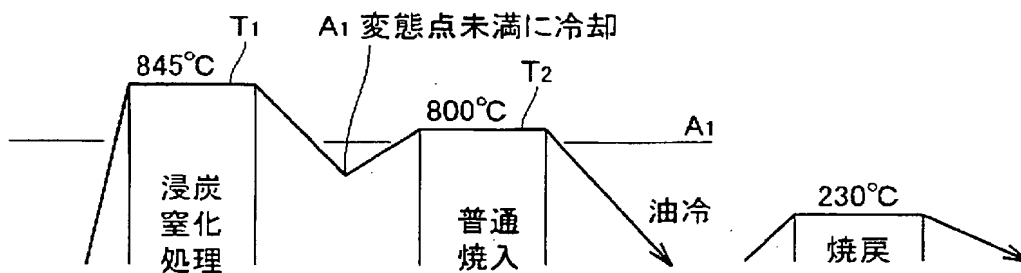 T1
A1 変態点未満に冷却
845°C
T2
800°C
A1
浸炭
窒化
処理
普通
焼入
油冷
230°C
焼戻